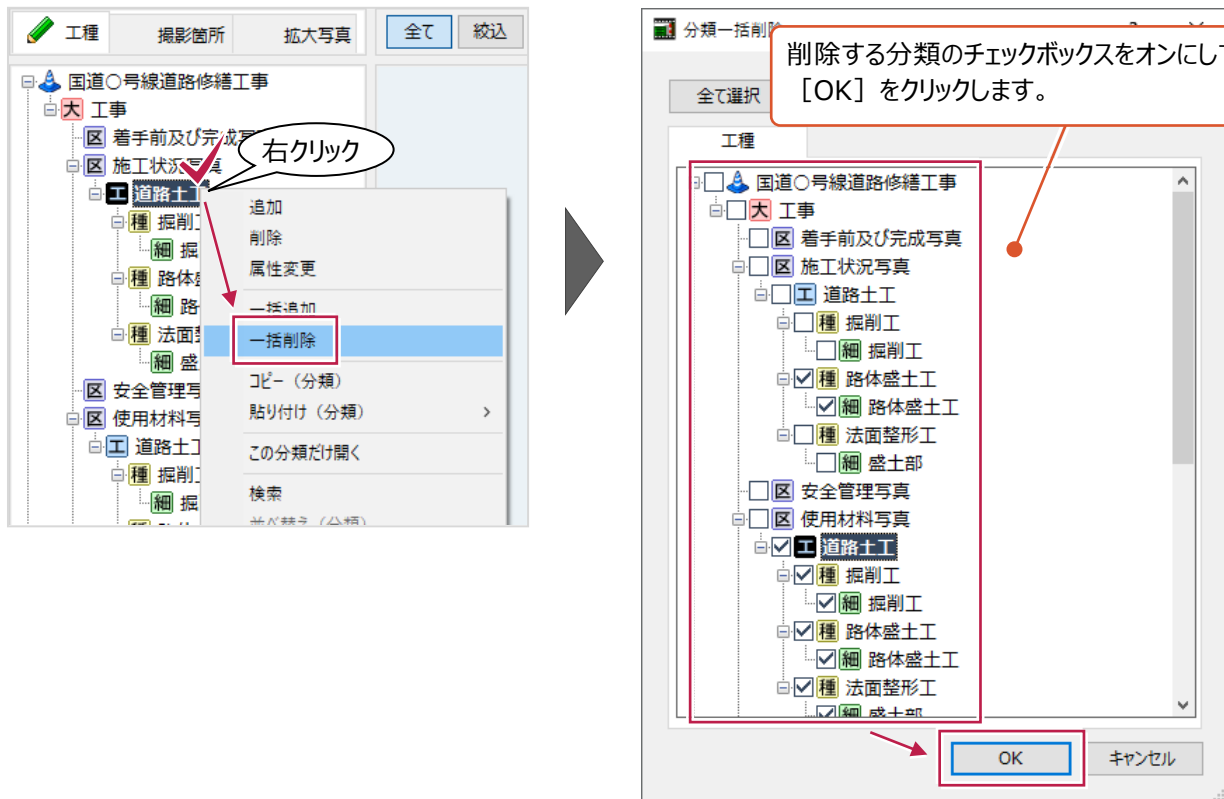 工種 撮影箇所 拡大写真 全て 絞込
国道○号線道路修繕工事
大 工事
区 着手前及び完成写
区 施工状況写真
右クリック
工 道路土工
種 掘削
細 掘
種 路体
細 路
種 法面
細 盛
区 安全管理写
区 使用材料写
工 道路土工
種 掘削
細 掘
追加
削除
属性変更
一括追加
一括削除
コピー（分類）
貼り付け（分類）
この分類だけ開く
検索
並べ替え（分類）
分類一括削除
削除する分類のチェックボックスをオンにして
［OK］をクリックします。
全て選択
工種
国道○号線道路修繕工事
大 工事
区 着手前及び完成写真
区 施工状況写真
工 道路土工
種 掘削工
細 掘削工
種 路体盛土工
細 路体盛土工
種 法面整形工
細 盛土部
区 安全管理写真
区 使用材料写真
工 道路土工
種 掘削工
細 掘削工
種 路体盛土工
細 路体盛土工
種 法面整形工
細 盛土部
OK キャンセル